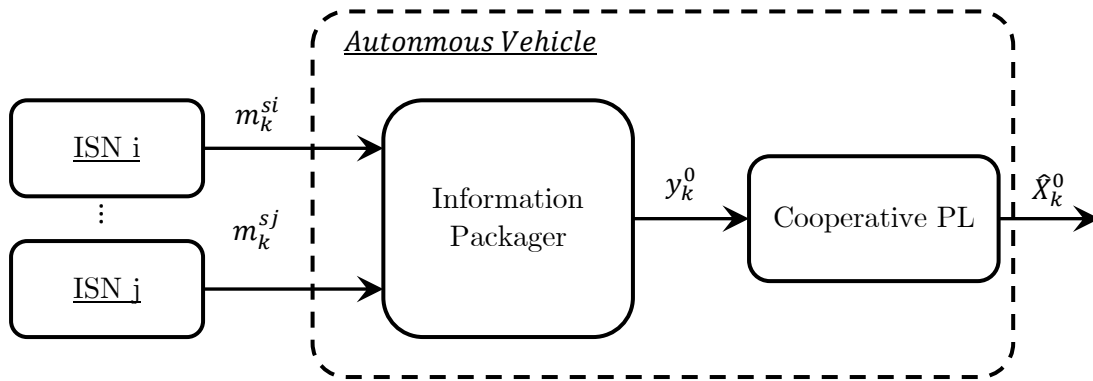 Autonmous Vehicle
ISN i
m_k^{si}
⋮
ISN j
m_k^{sj}
Information
Packager
y_k^0
Cooperative PL
X̂_k^0